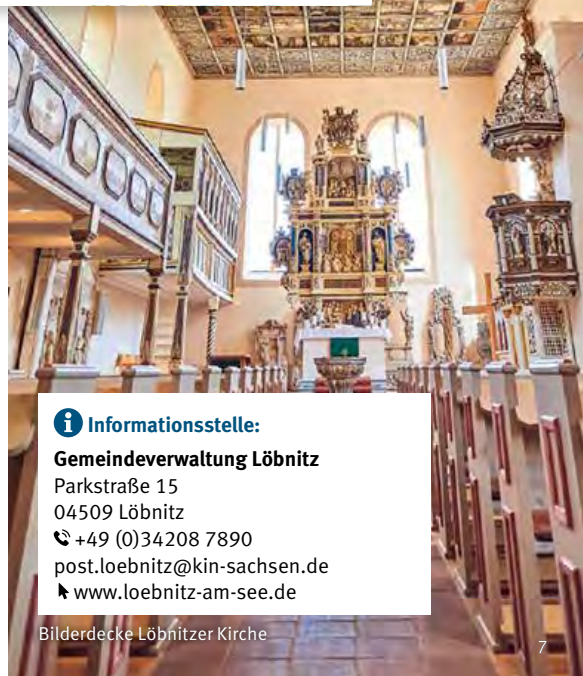 i Informationsstelle:
Gemeindeverwaltung Löbnitz
Parkstraße 15
04509 Löbnitz
+49 (0)34208 7890
post.loebnitz@kin-sachsen.de
www.loebnitz-am-see.de
Bilderdecke Löbnitzer Kirche
7